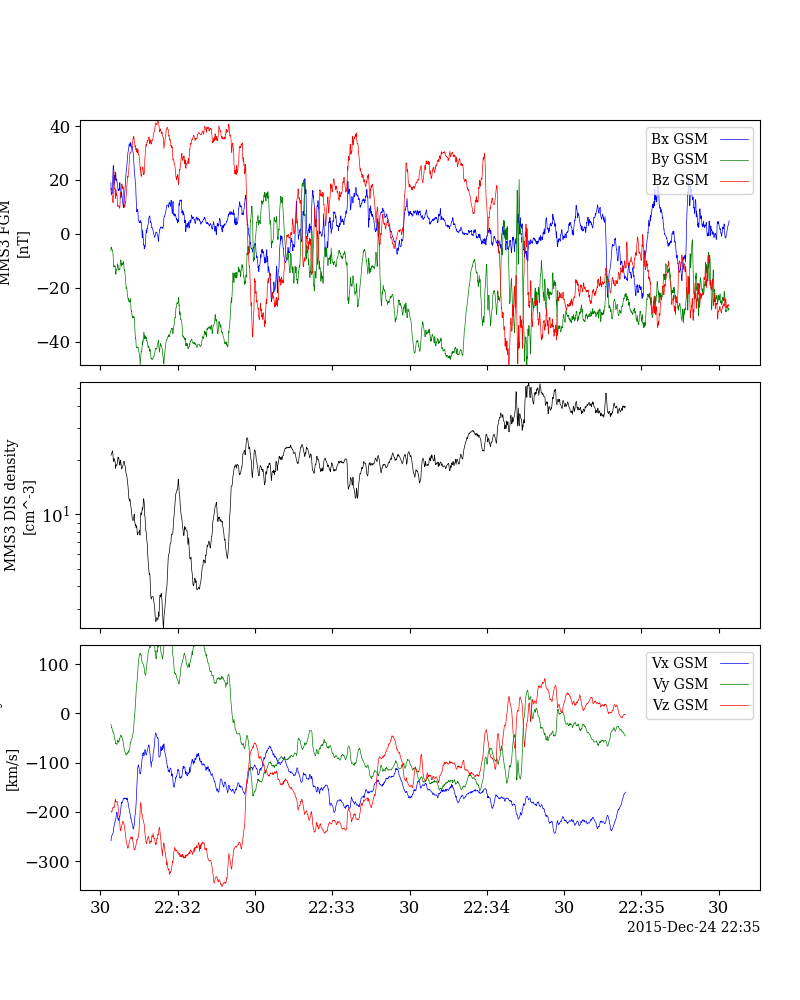 40
20
0
−20
−40
MMS3 FGM
[nT]
Bx GSM
By GSM
Bz GSM
10¹
MMS3 DIS density
[cm^-3]
100
0
−100
−200
−300
[km/s]
Vx GSM
Vy GSM
Vz GSM
30 22:32 30 22:33 30 22:34 30 22:35 30
2015-Dec-24 22:35